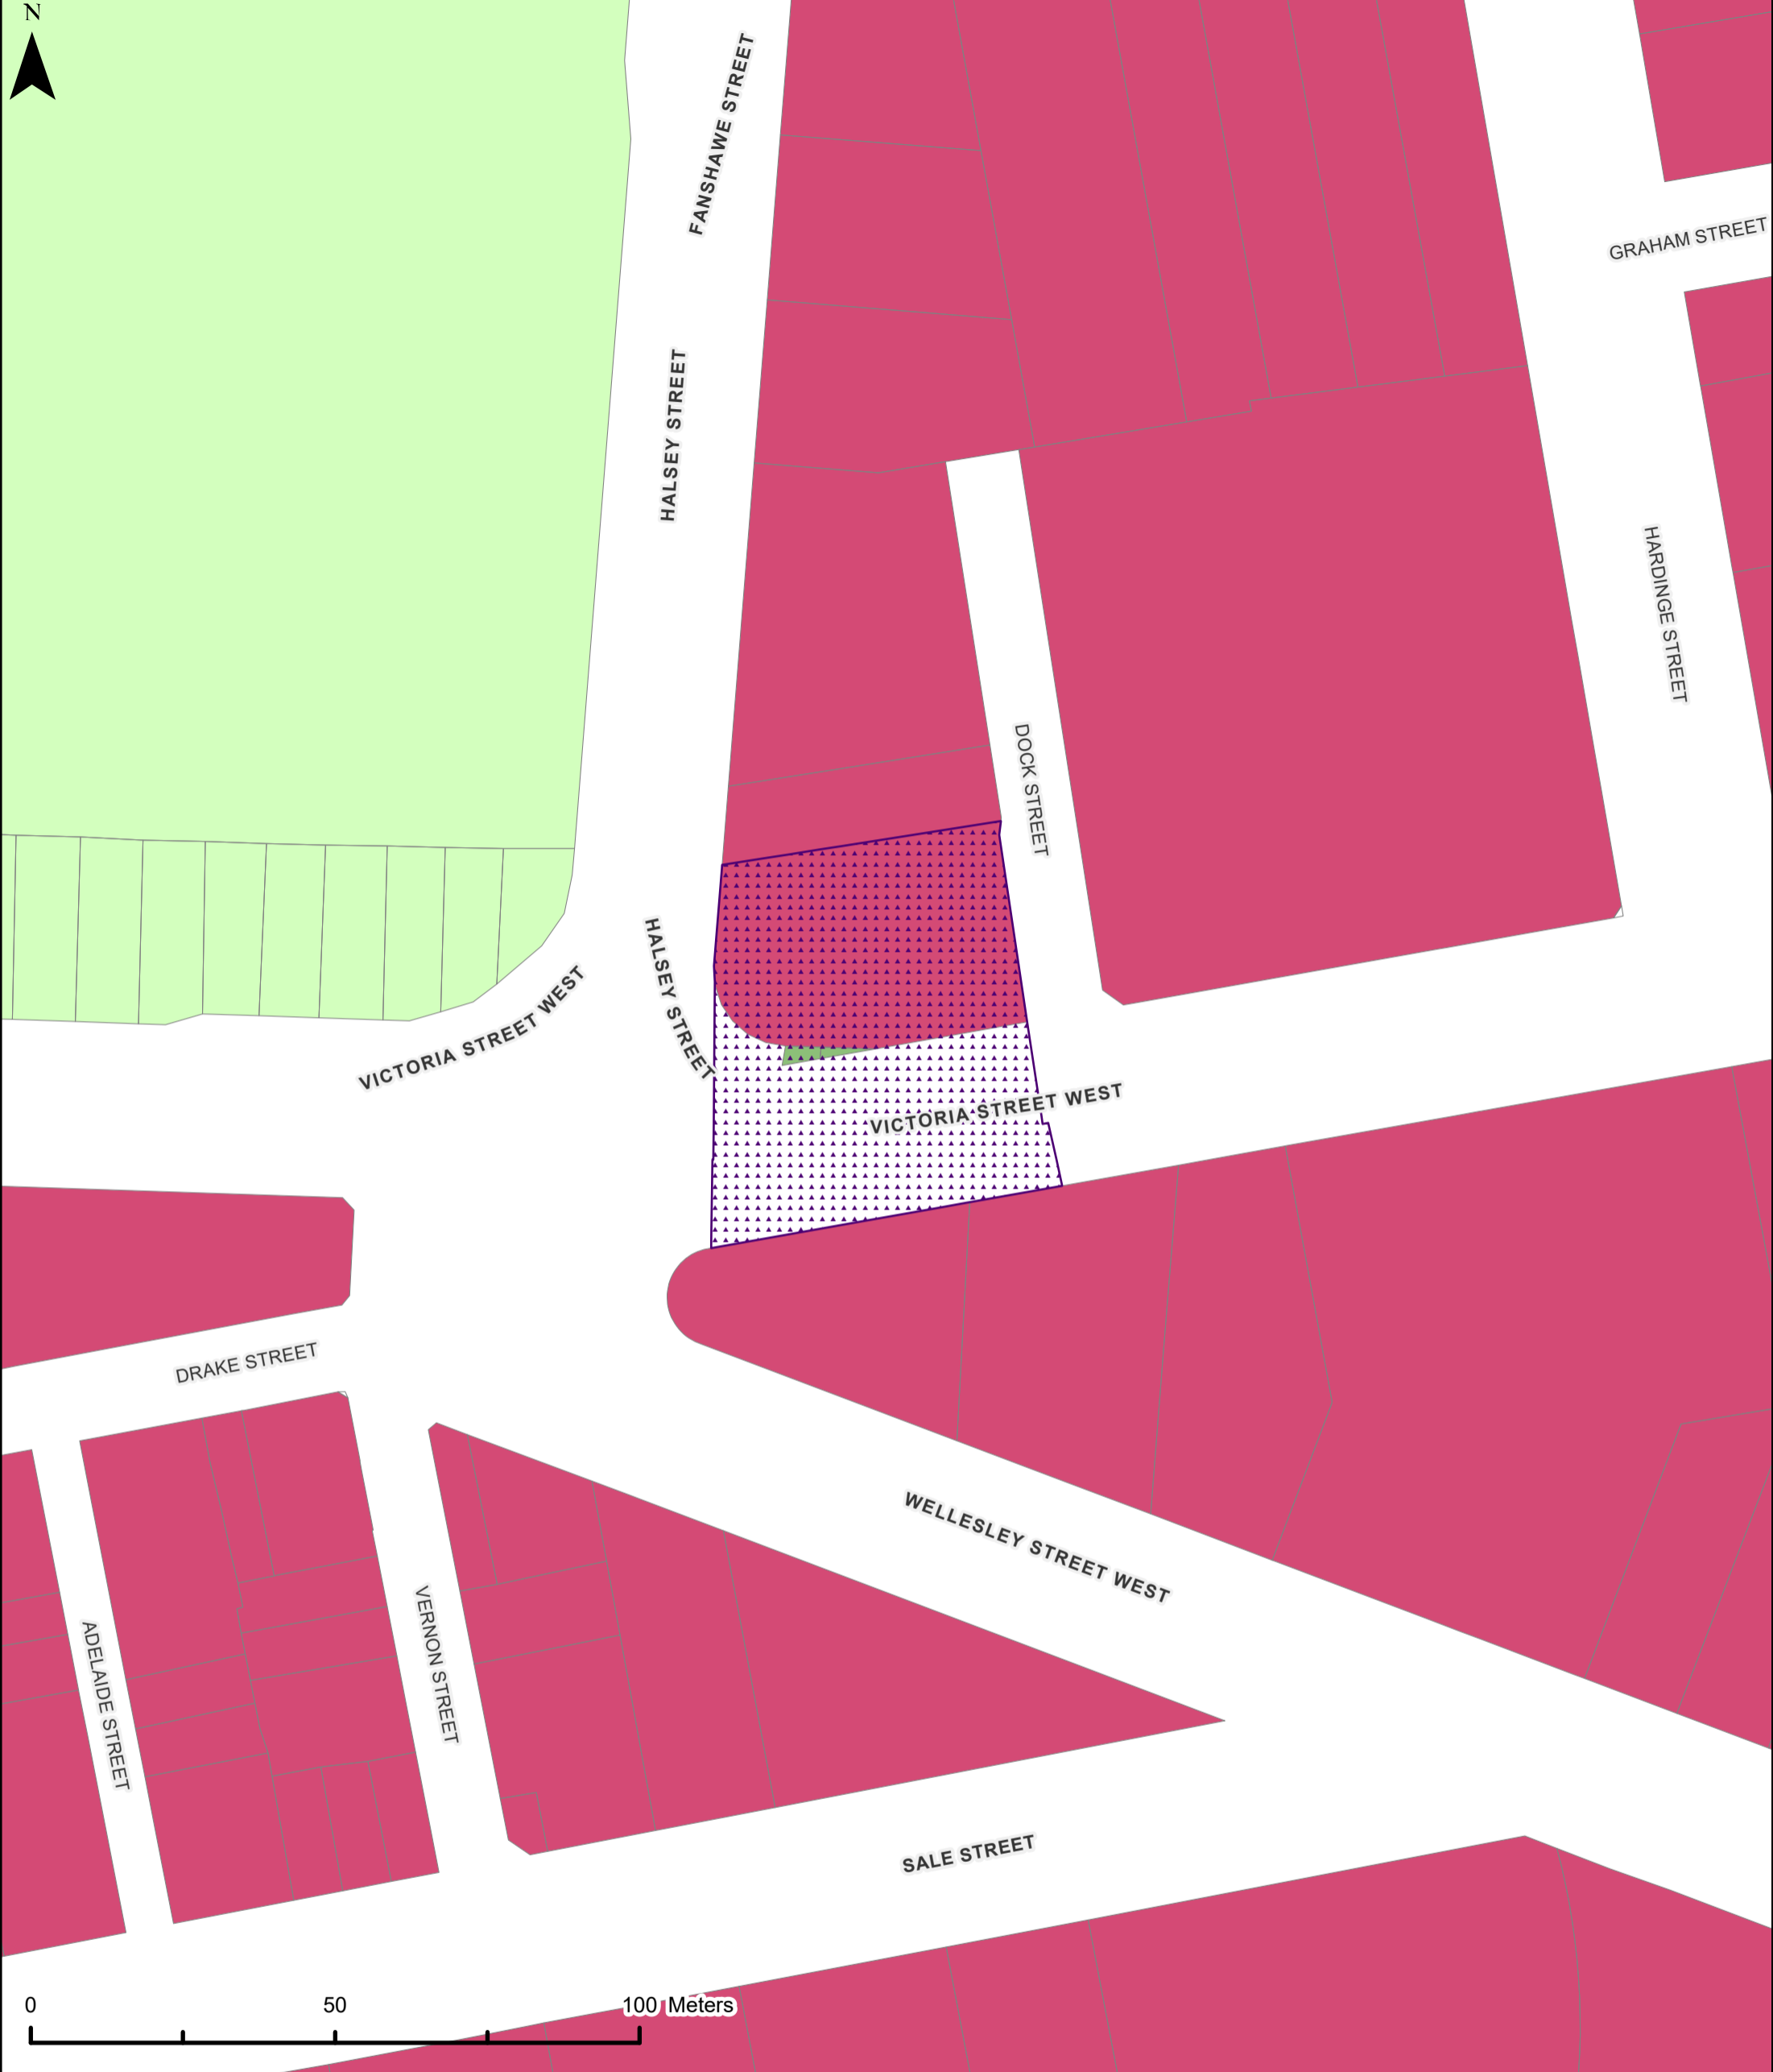 N
FANSHAWE STREET
GRAHAM STREET
HALSEY STREET
HARDINGE STREET
DOCK STREET
HALSEY STREET
VICTORIA STREET WEST
VICTORIA STREET WEST
DRAKE STREET
WELLESLEY STREET WEST
VERNON STREET
ADELAIDE STREET
SALE STREET
0 50 100 Meters